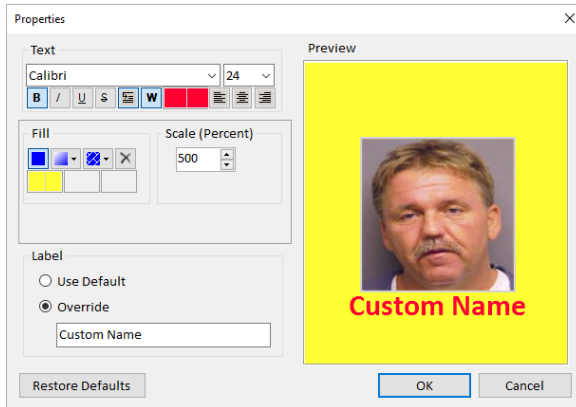 Properties
Text
Calibri
24
B I U S W
Fill
Scale (Percent)
500
Label
Use Default
Override
Custom Name
Restore Defaults
Preview
Custom Name
OK
Cancel